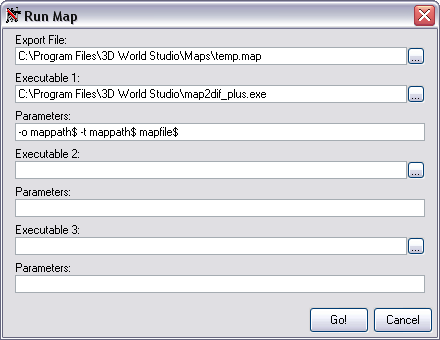 Run Map
Export File:
C:\Program Files\3D World Studio\Maps\temp.map
...
Executable 1:
C:\Program Files\3D World Studio\map2dif_plus.exe
...
Parameters:
-o mappath$ -t mappath$ mapfile$
Executable 2:
...
Parameters:
Executable 3:
...
Parameters:
Go! Cancel